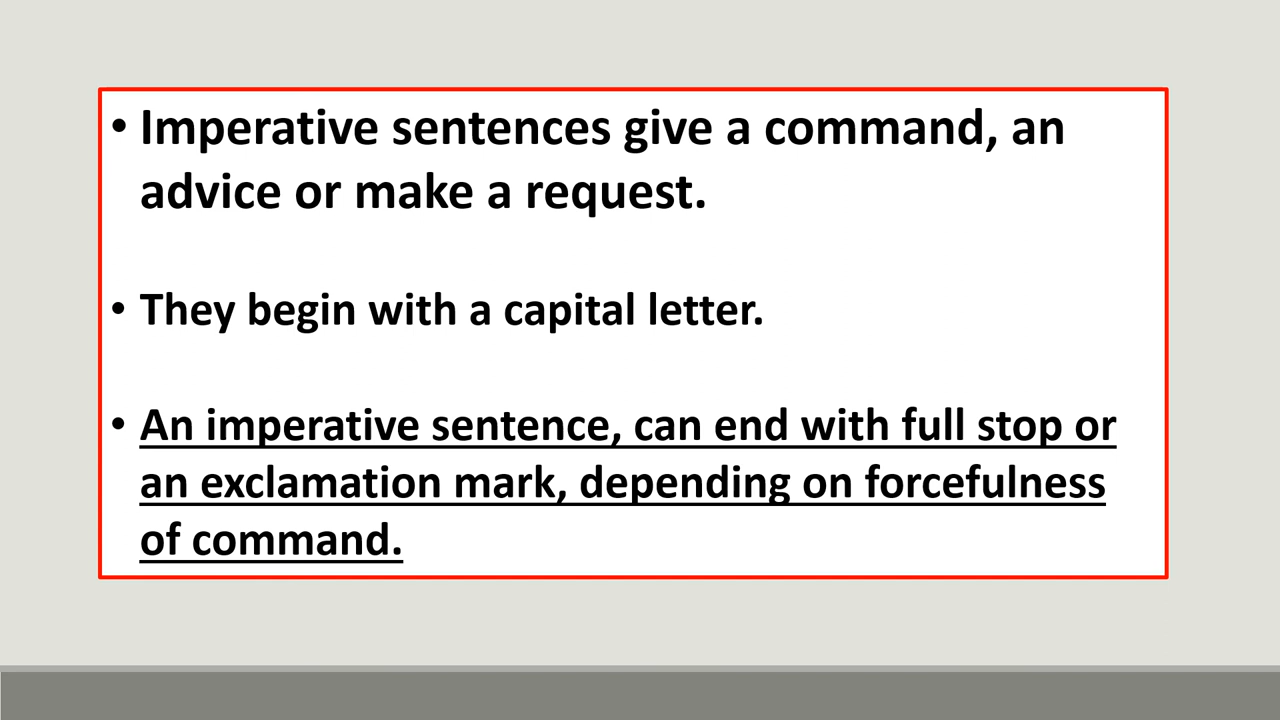 • Imperative sentences give a command, an
advice or make a request.
• They begin with a capital letter.
• An imperative sentence, can end with full stop or
an exclamation mark, depending on forcefulness
of command.